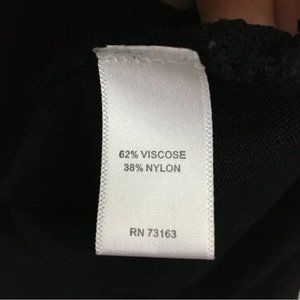 62% VISCOSE
38% NYLON
RN 73163